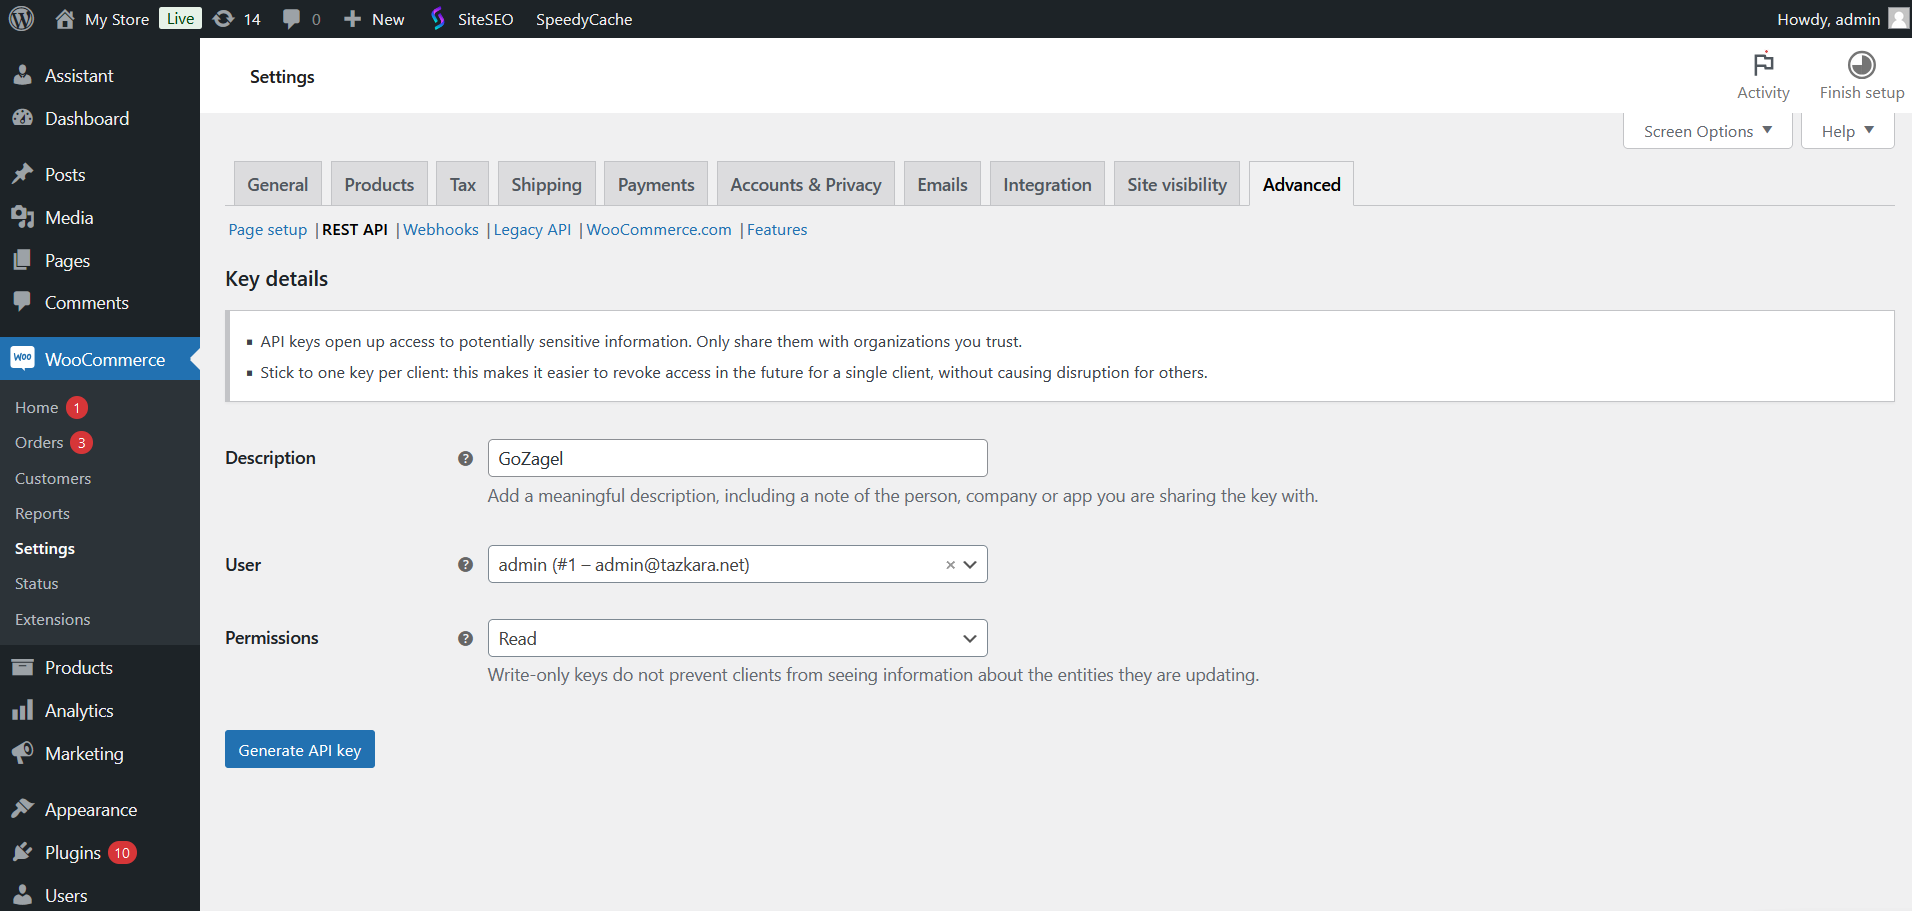 My Store Live 14 0 New SiteSEO SpeedyCache Howdy, admin
Assistant
Dashboard
Posts
Media
Pages
Comments
Woo WooCommerce
Home 1
Orders 3
Customers
Reports
Settings
Status
Extensions
Products
Analytics
Marketing
Appearance
Plugins 10
Users
Settings
Activity
Finish setup
Screen Options
Help
General Products Tax Shipping Payments Accounts & Privacy Emails Integration Site visibility Advanced
Page setup | REST API | Webhooks | Legacy API | WooCommerce.com | Features
Key details
▪ API keys open up access to potentially sensitive information. Only share them with organizations you trust.
▪ Stick to one key per client: this makes it easier to revoke access in the future for a single client, without causing disruption for others.
Description ? GoZagel
Add a meaningful description, including a note of the person, company or app you are sharing the key with.
User ? admin (#1 – admin@tazkara.net) ×
Permissions ? Read
Write-only keys do not prevent clients from seeing information about the entities they are updating.
Generate API key